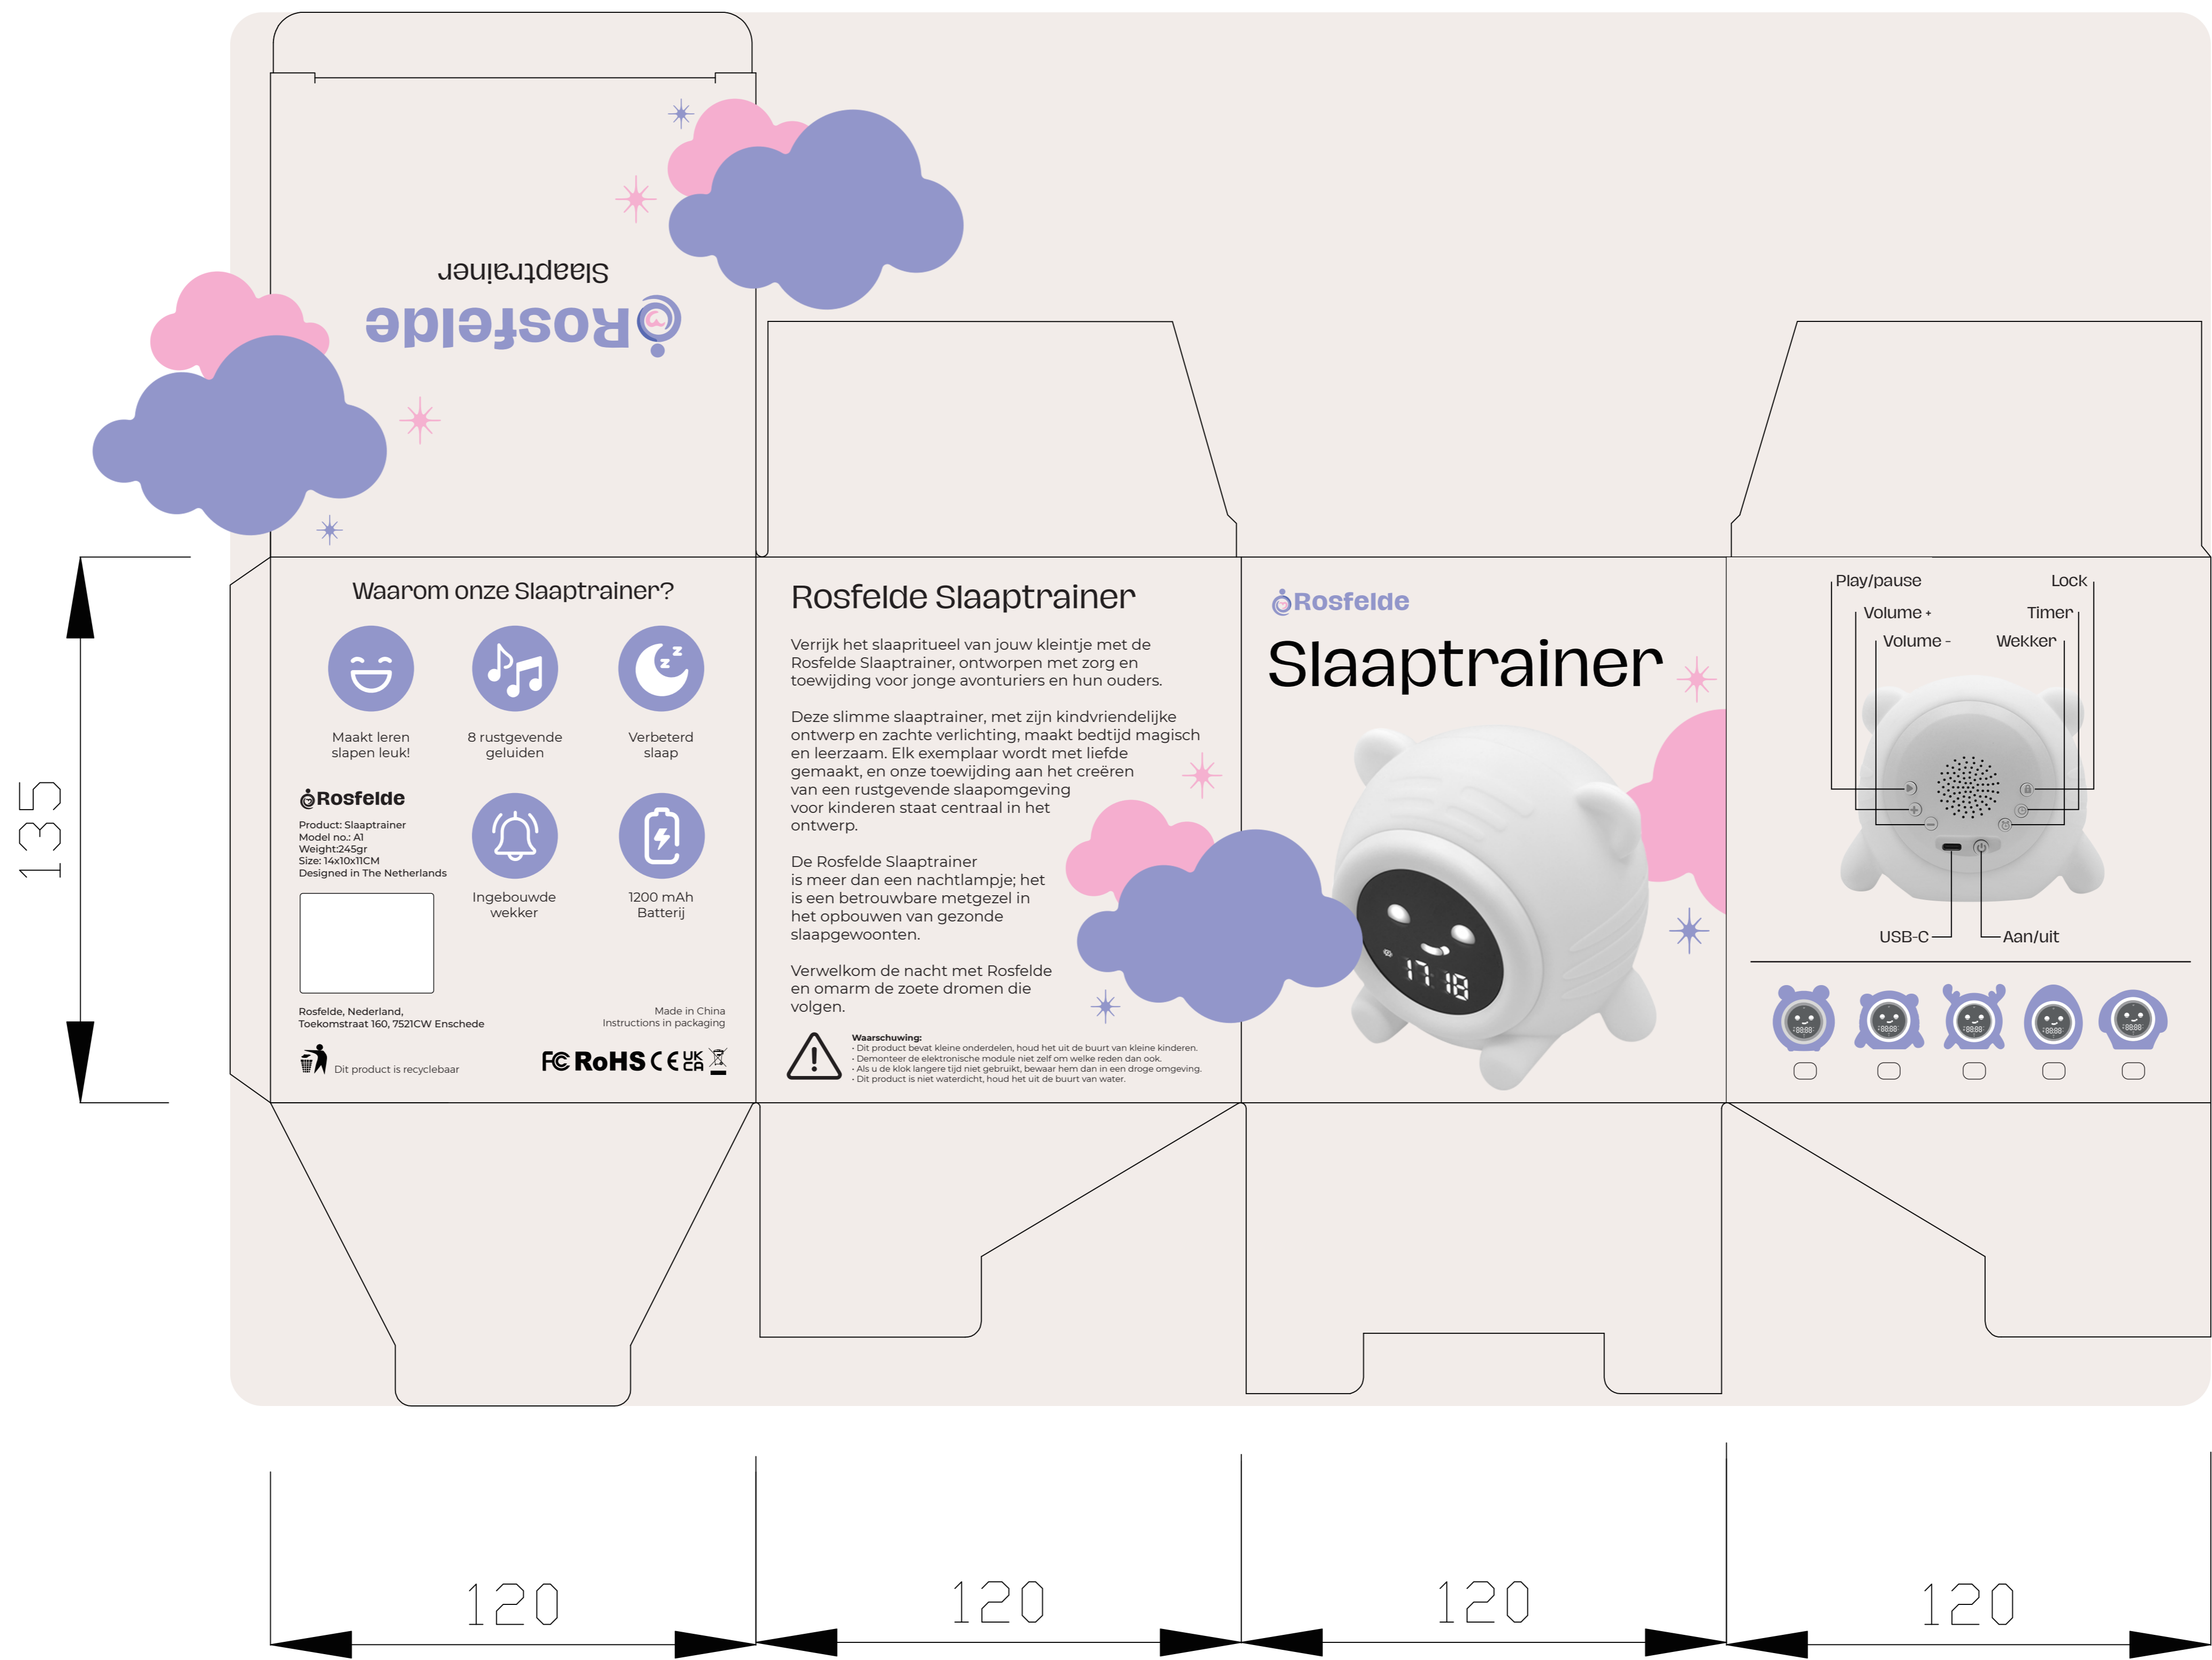 Slaaptrainer
Rosfelde
Waarom onze Slaaptrainer?
Maakt leren
slapen leuk!
8 rustgevende
geluiden
Verbeterd
slaap
Rosfelde
Product: Slaaptrainer
Model no.: A1
Weight:245gr
Size: 14x10x11CM
Designed in The Netherlands
Ingebouwde
wekker
1200 mAh
Batterij
Rosfelde, Nederland,
Toekomstraat 160, 7521CW Enschede
Made in China
Instructions in packaging
Dit product is recyclebaar
FC RoHS CE UK CA
Rosfelde Slaaptrainer
Verrijk het slaapritueel van jouw kleintje met de
Rosfelde Slaaptrainer, ontworpen met zorg en
toewijding voor jonge avonturiers en hun ouders.
Deze slimme slaaptrainer, met zijn kindvriendelijke
ontwerp en zachte verlichting, maakt bedtijd magisch
en leerzaam. Elk exemplaar wordt met liefde
gemaakt, en onze toewijding aan het creëren
van een rustgevende slaapomgeving
voor kinderen staat centraal in het
ontwerp.
De Rosfelde Slaaptrainer
is meer dan een nachtlampje; het
is een betrouwbare metgezel in
het opbouwen van gezonde
slaapgewoonten.
Verwelkom de nacht met Rosfelde
en omarm de zoete dromen die
volgen.
Waarschuwing:
• Dit product bevat kleine onderdelen, houd het uit de buurt van kleine kinderen.
• Demonteer de elektronische module niet zelf om welke reden dan ook.
• Als u de klok langere tijd niet gebruikt, bewaar hem dan in een droge omgeving.
• Dit product is niet waterdicht, houd het uit de buurt van water.
Rosfelde
Slaaptrainer
17:18
Play/pause
Lock
Volume +
Timer
Volume -
Wekker
USB-C
Aan/uit
88:88
88:88
88:88
88:88
88:88
135
120
120
120
120